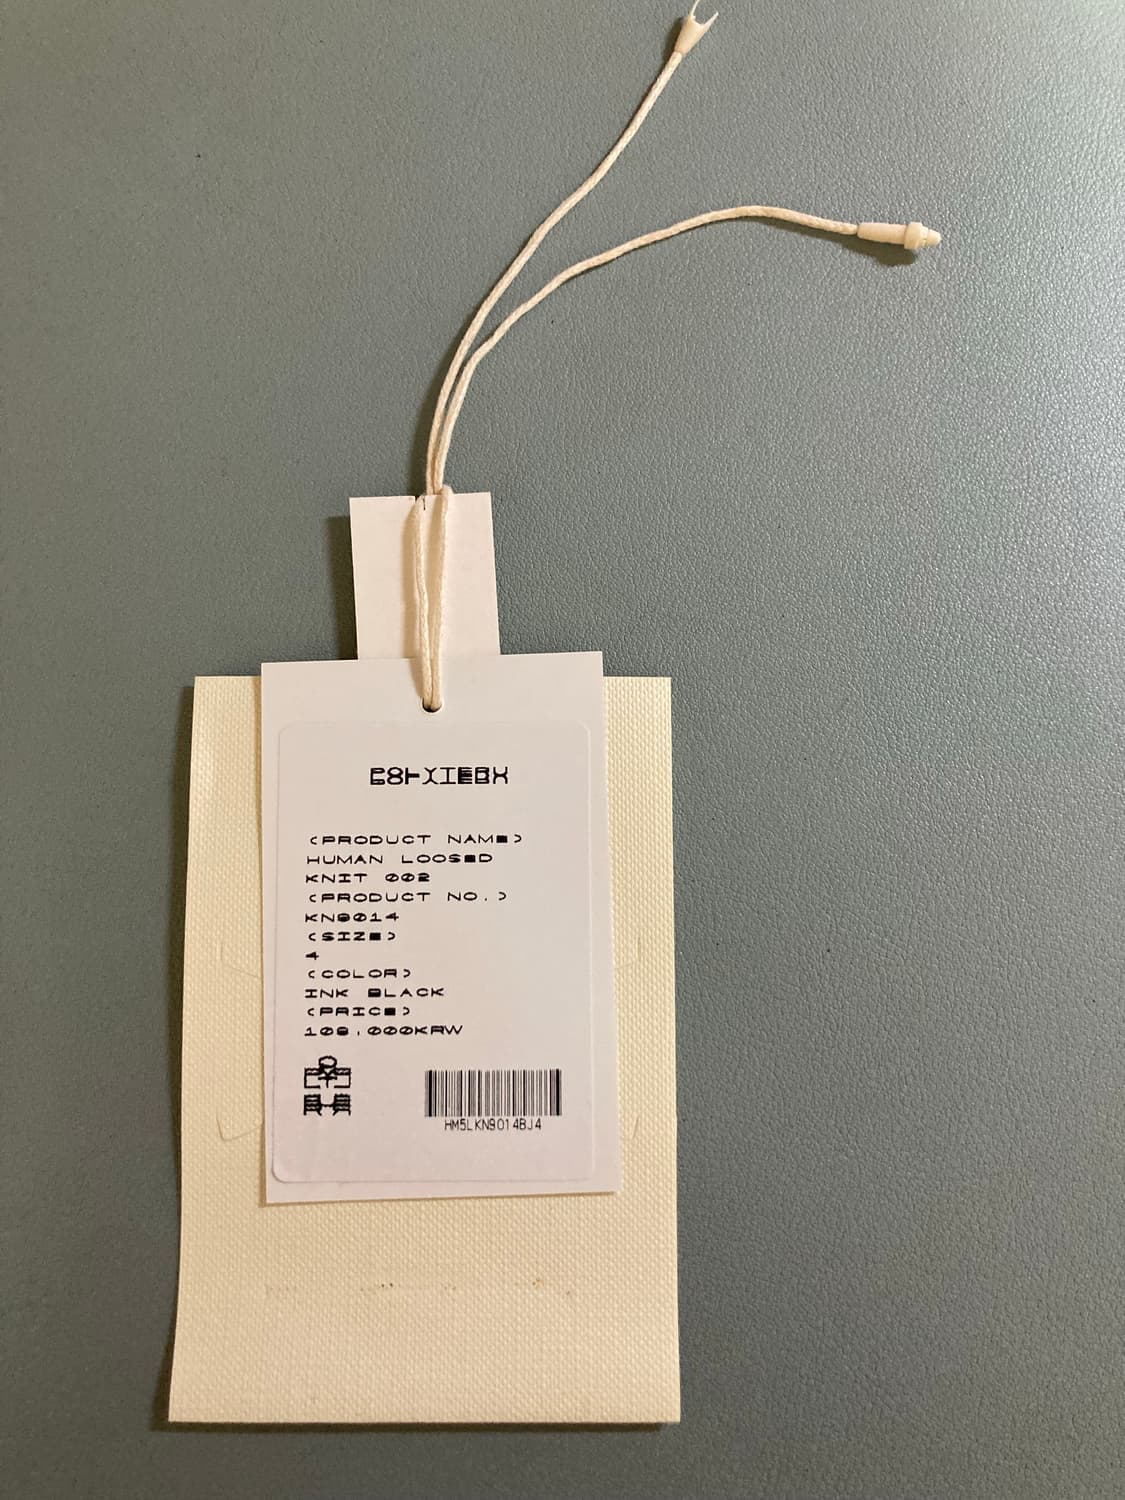 <PRODUCT NAME>
HUMAN LOOSED
KNIT 002
<PRODUCT NO.>
KN9014
<SIZE>
4
<COLOR>
INK BLACK
<PRICE>
109,000KRW
HM5LKN9014BJ4